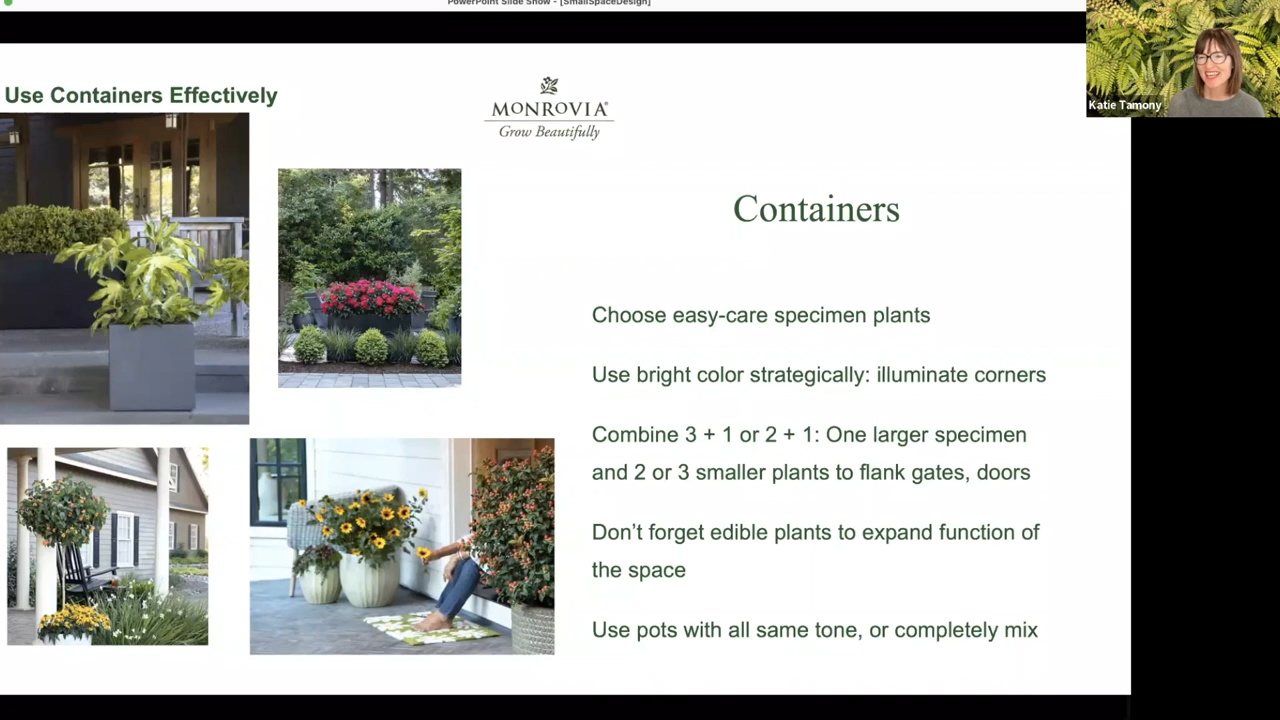 PowerPoint Slide Show - [SmallSpaceDesign]
Katie Tamony
Use Containers Effectively
MONROVIA®
Grow Beautifully
Containers
Choose easy-care specimen plants
Use bright color strategically: illuminate corners
Combine 3 + 1 or 2 + 1: One larger specimen
and 2 or 3 smaller plants to flank gates, doors
Don’t forget edible plants to expand function of
the space
Use pots with all same tone, or completely mix